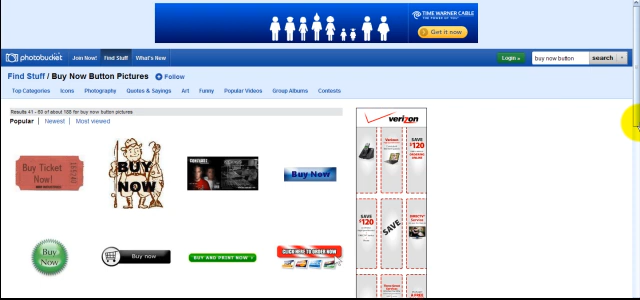 TIME WARNER CABLE
THE POWER OF YOU
Get it now
photobucket
Join Now!
Find Stuff
What's New
Login
buy now button
search
Find Stuff / Buy Now Button Pictures
Follow
Top Categories
Icons
Photography
Quotes & Sayings
Art
Funny
Popular Videos
Group Albums
Contests
Results 41 - 60 of about 188 for buy now button pictures
Popular
Newest
Most viewed
verizon
SAVE
$120
Buy Ticket
Now!
BUY
NOW
Buy Now
SAVE
$120
SAVE
DIRECTV
Buy
Now
Buy now
BUY AND PRINT NOW
CLICK HERE TO ORDER NOW